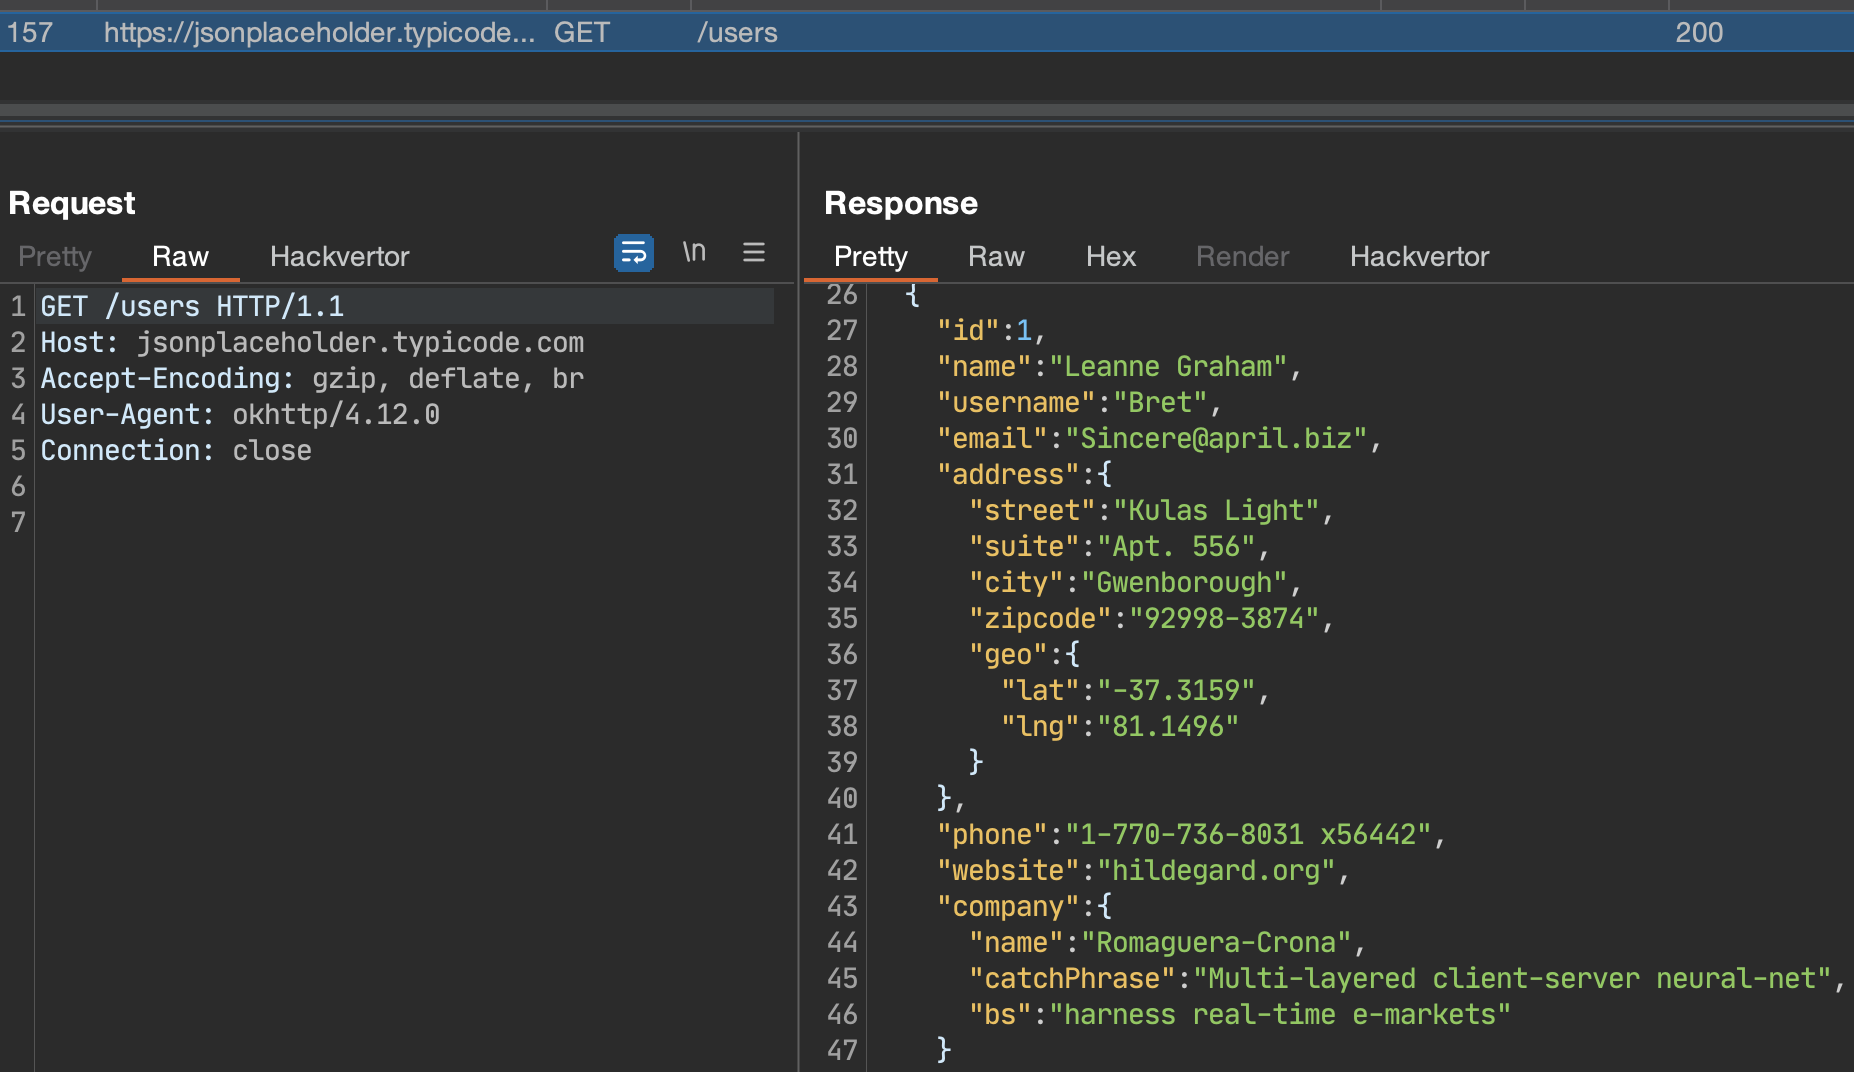 157 https://jsonplaceholder.typicode... GET /users 200
Request
Pretty Raw Hackvertor \n
1 GET /users HTTP/1.1
2 Host: jsonplaceholder.typicode.com
3 Accept-Encoding: gzip, deflate, br
4 User-Agent: okhttp/4.12.0
5 Connection: close
6
7
Response
Pretty Raw Hex Render Hackvertor
26 {
27 "id":1,
28 "name":"Leanne Graham",
29 "username":"Bret",
30 "email":"Sincere@april.biz",
31 "address":{
32 "street":"Kulas Light",
33 "suite":"Apt. 556",
34 "city":"Gwenborough",
35 "zipcode":"92998-3874",
36 "geo":{
37 "lat":"-37.3159",
38 "lng":"81.1496"
39 }
40 },
41 "phone":"1-770-736-8031 x56442",
42 "website":"hildegard.org",
43 "company":{
44 "name":"Romaguera-Crona",
45 "catchPhrase":"Multi-layered client-server neural-net",
46 "bs":"harness real-time e-markets"
47 }